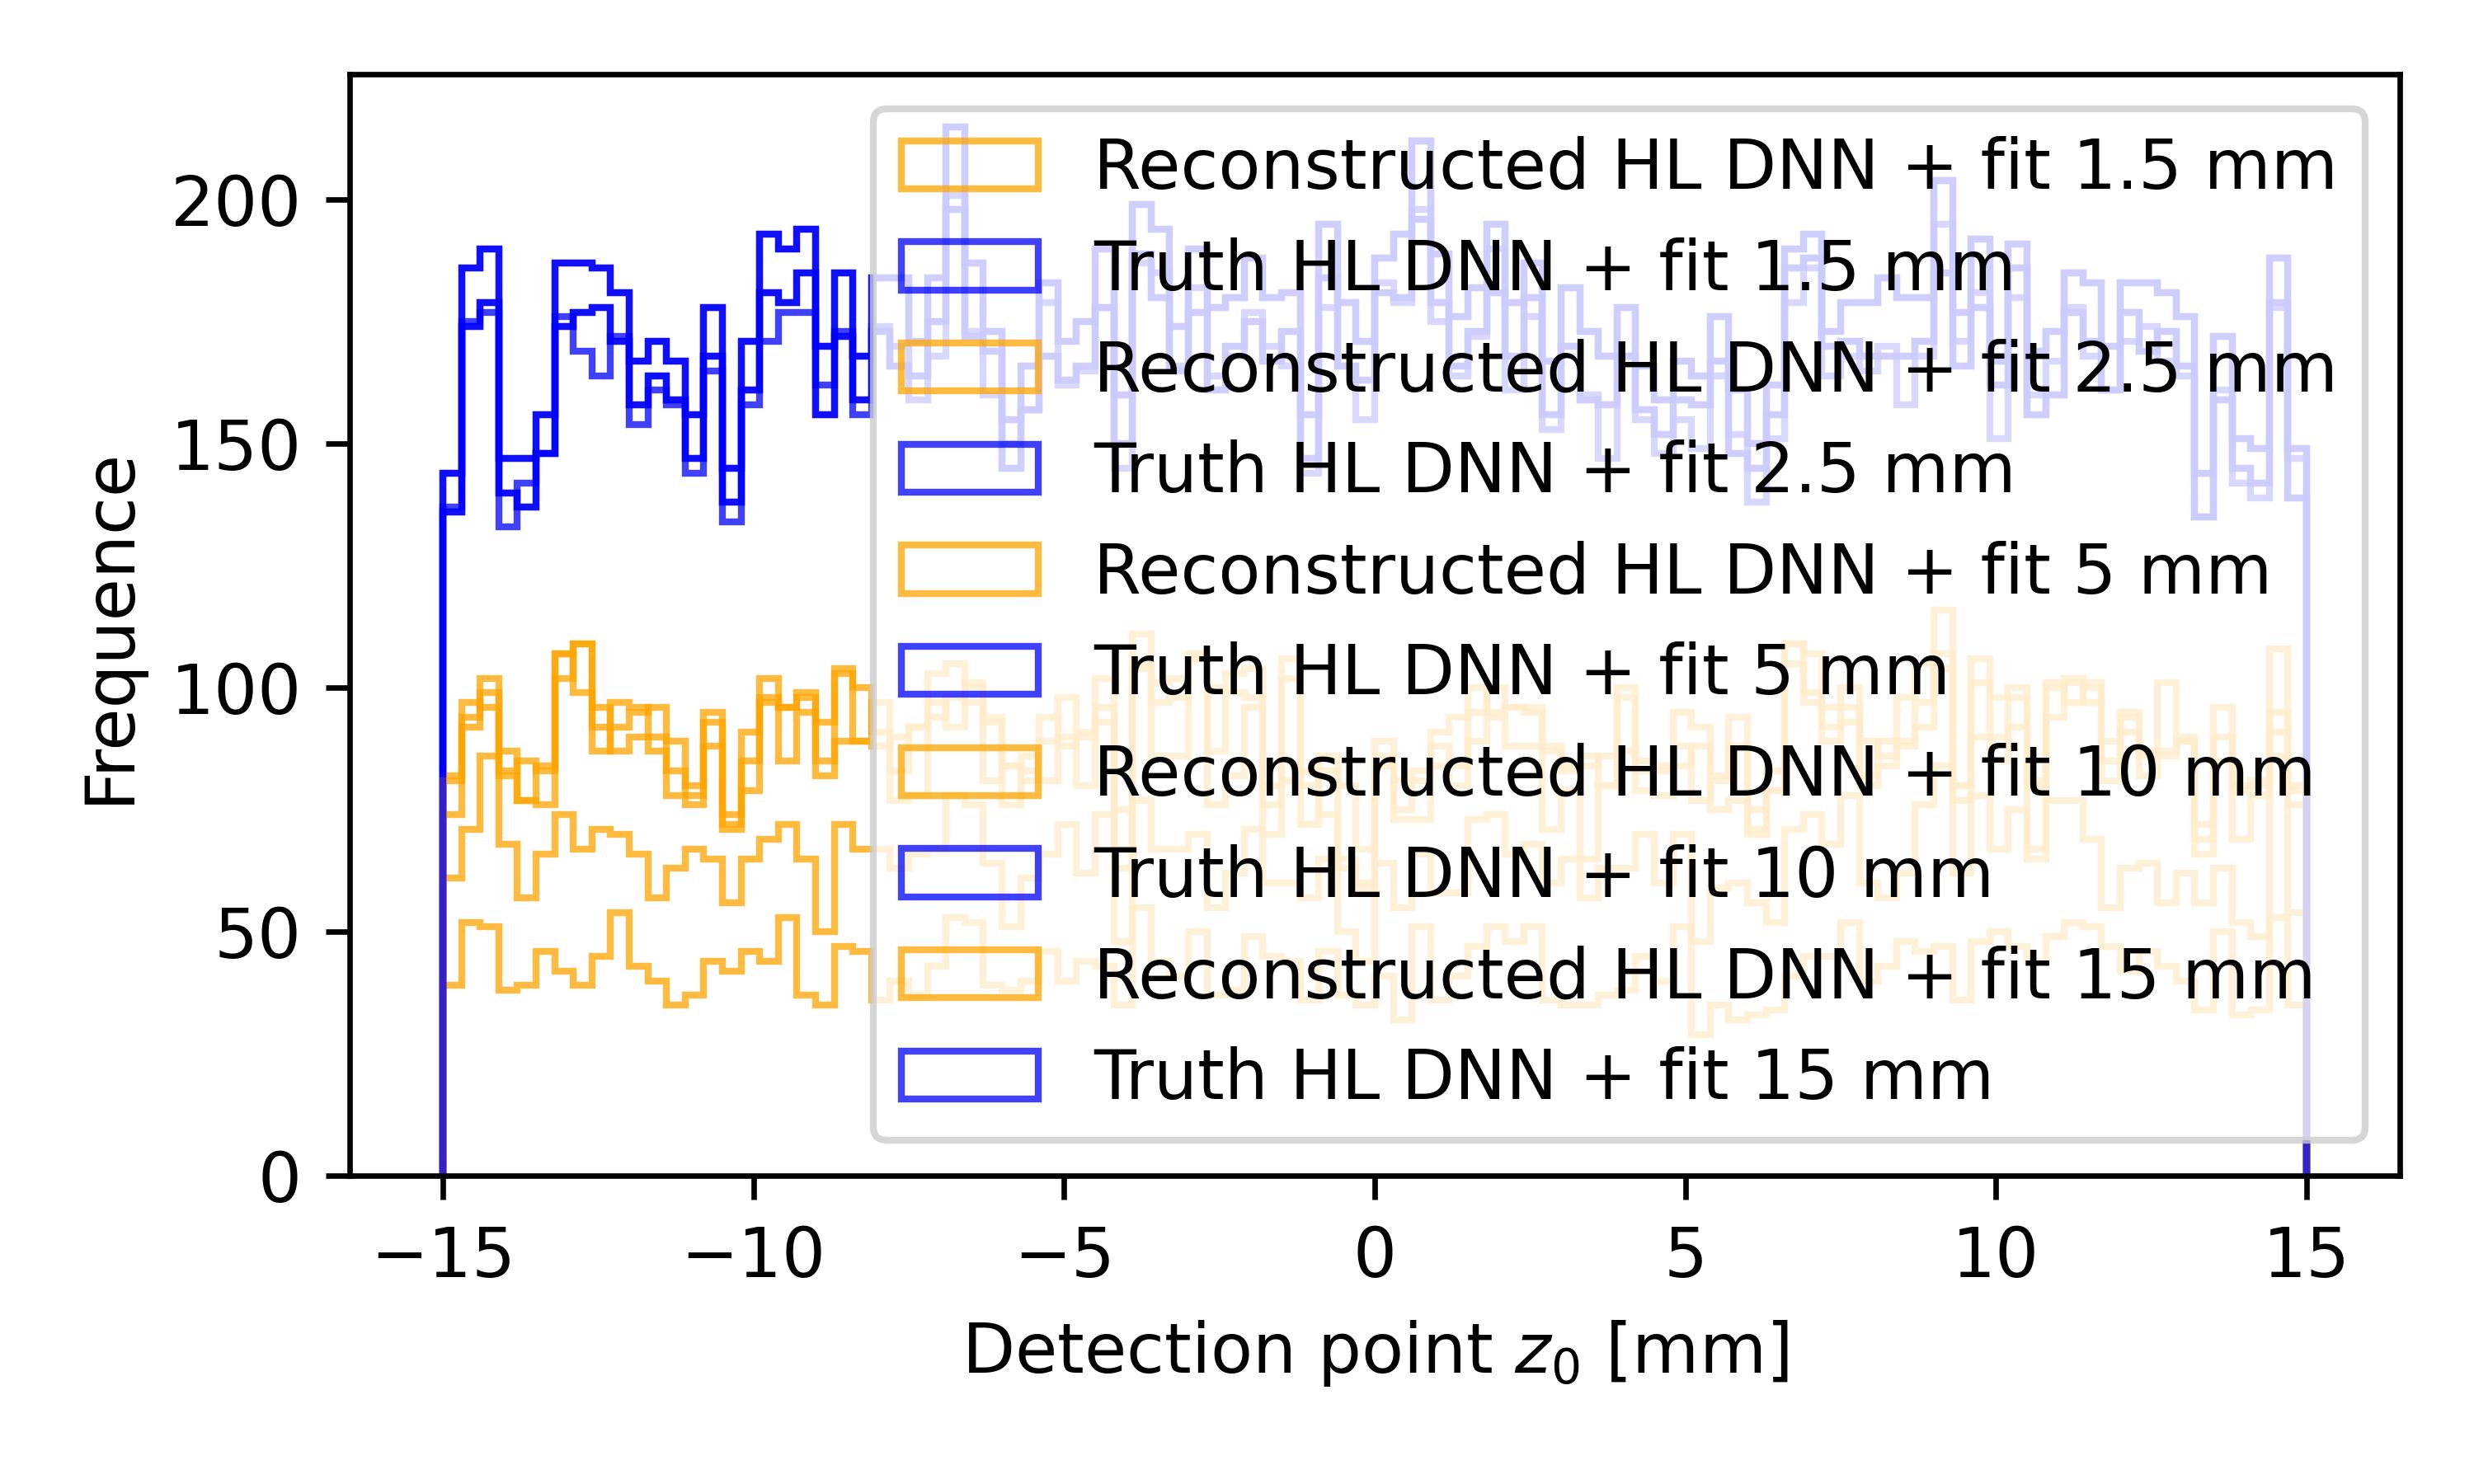 Reconstructed HL DNN + fit 1.5 mm
Truth HL DNN + fit 1.5 mm
Reconstructed HL DNN + fit 2.5 mm
Truth HL DNN + fit 2.5 mm
Reconstructed HL DNN + fit 5 mm
Truth HL DNN + fit 5 mm
Reconstructed HL DNN + fit 10 mm
Truth HL DNN + fit 10 mm
Reconstructed HL DNN + fit 15 mm
Truth HL DNN + fit 15 mm
200
150
100
50
0
Frequence
−15 −10 −5 0 5 10 15
Detection point z₀ [mm]